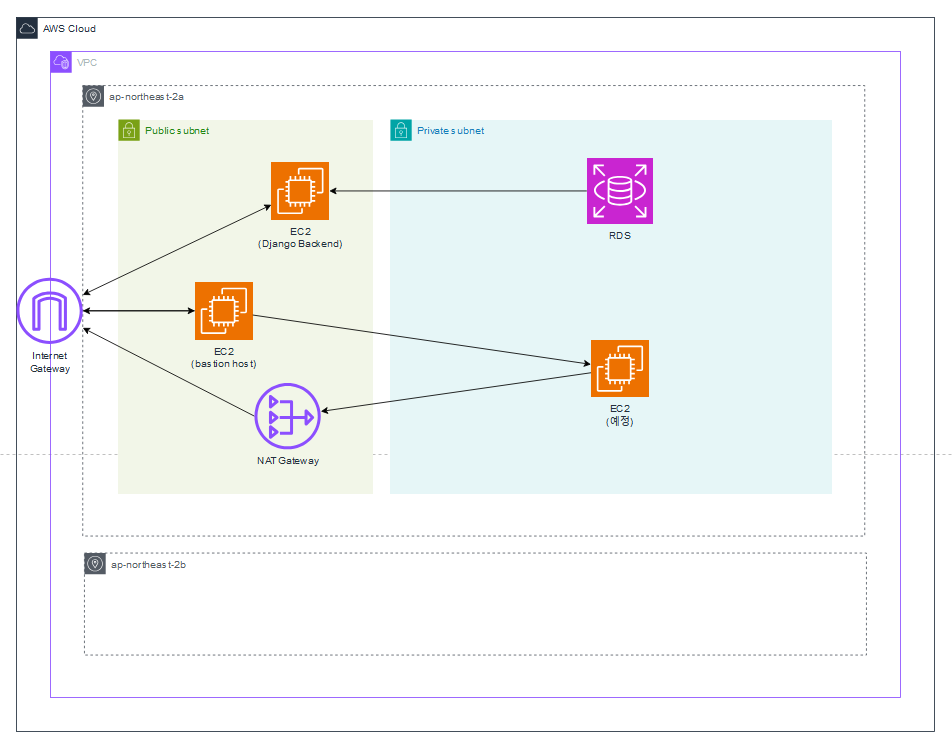 AWS Cloud
VPC
ap-northeast-2a
Public subnet
Private subnet
EC2
(Django Backend)
RDS
Internet
Gateway
EC2
(bastion host)
EC2
(예정)
NAT Gateway
ap-northeast-2b